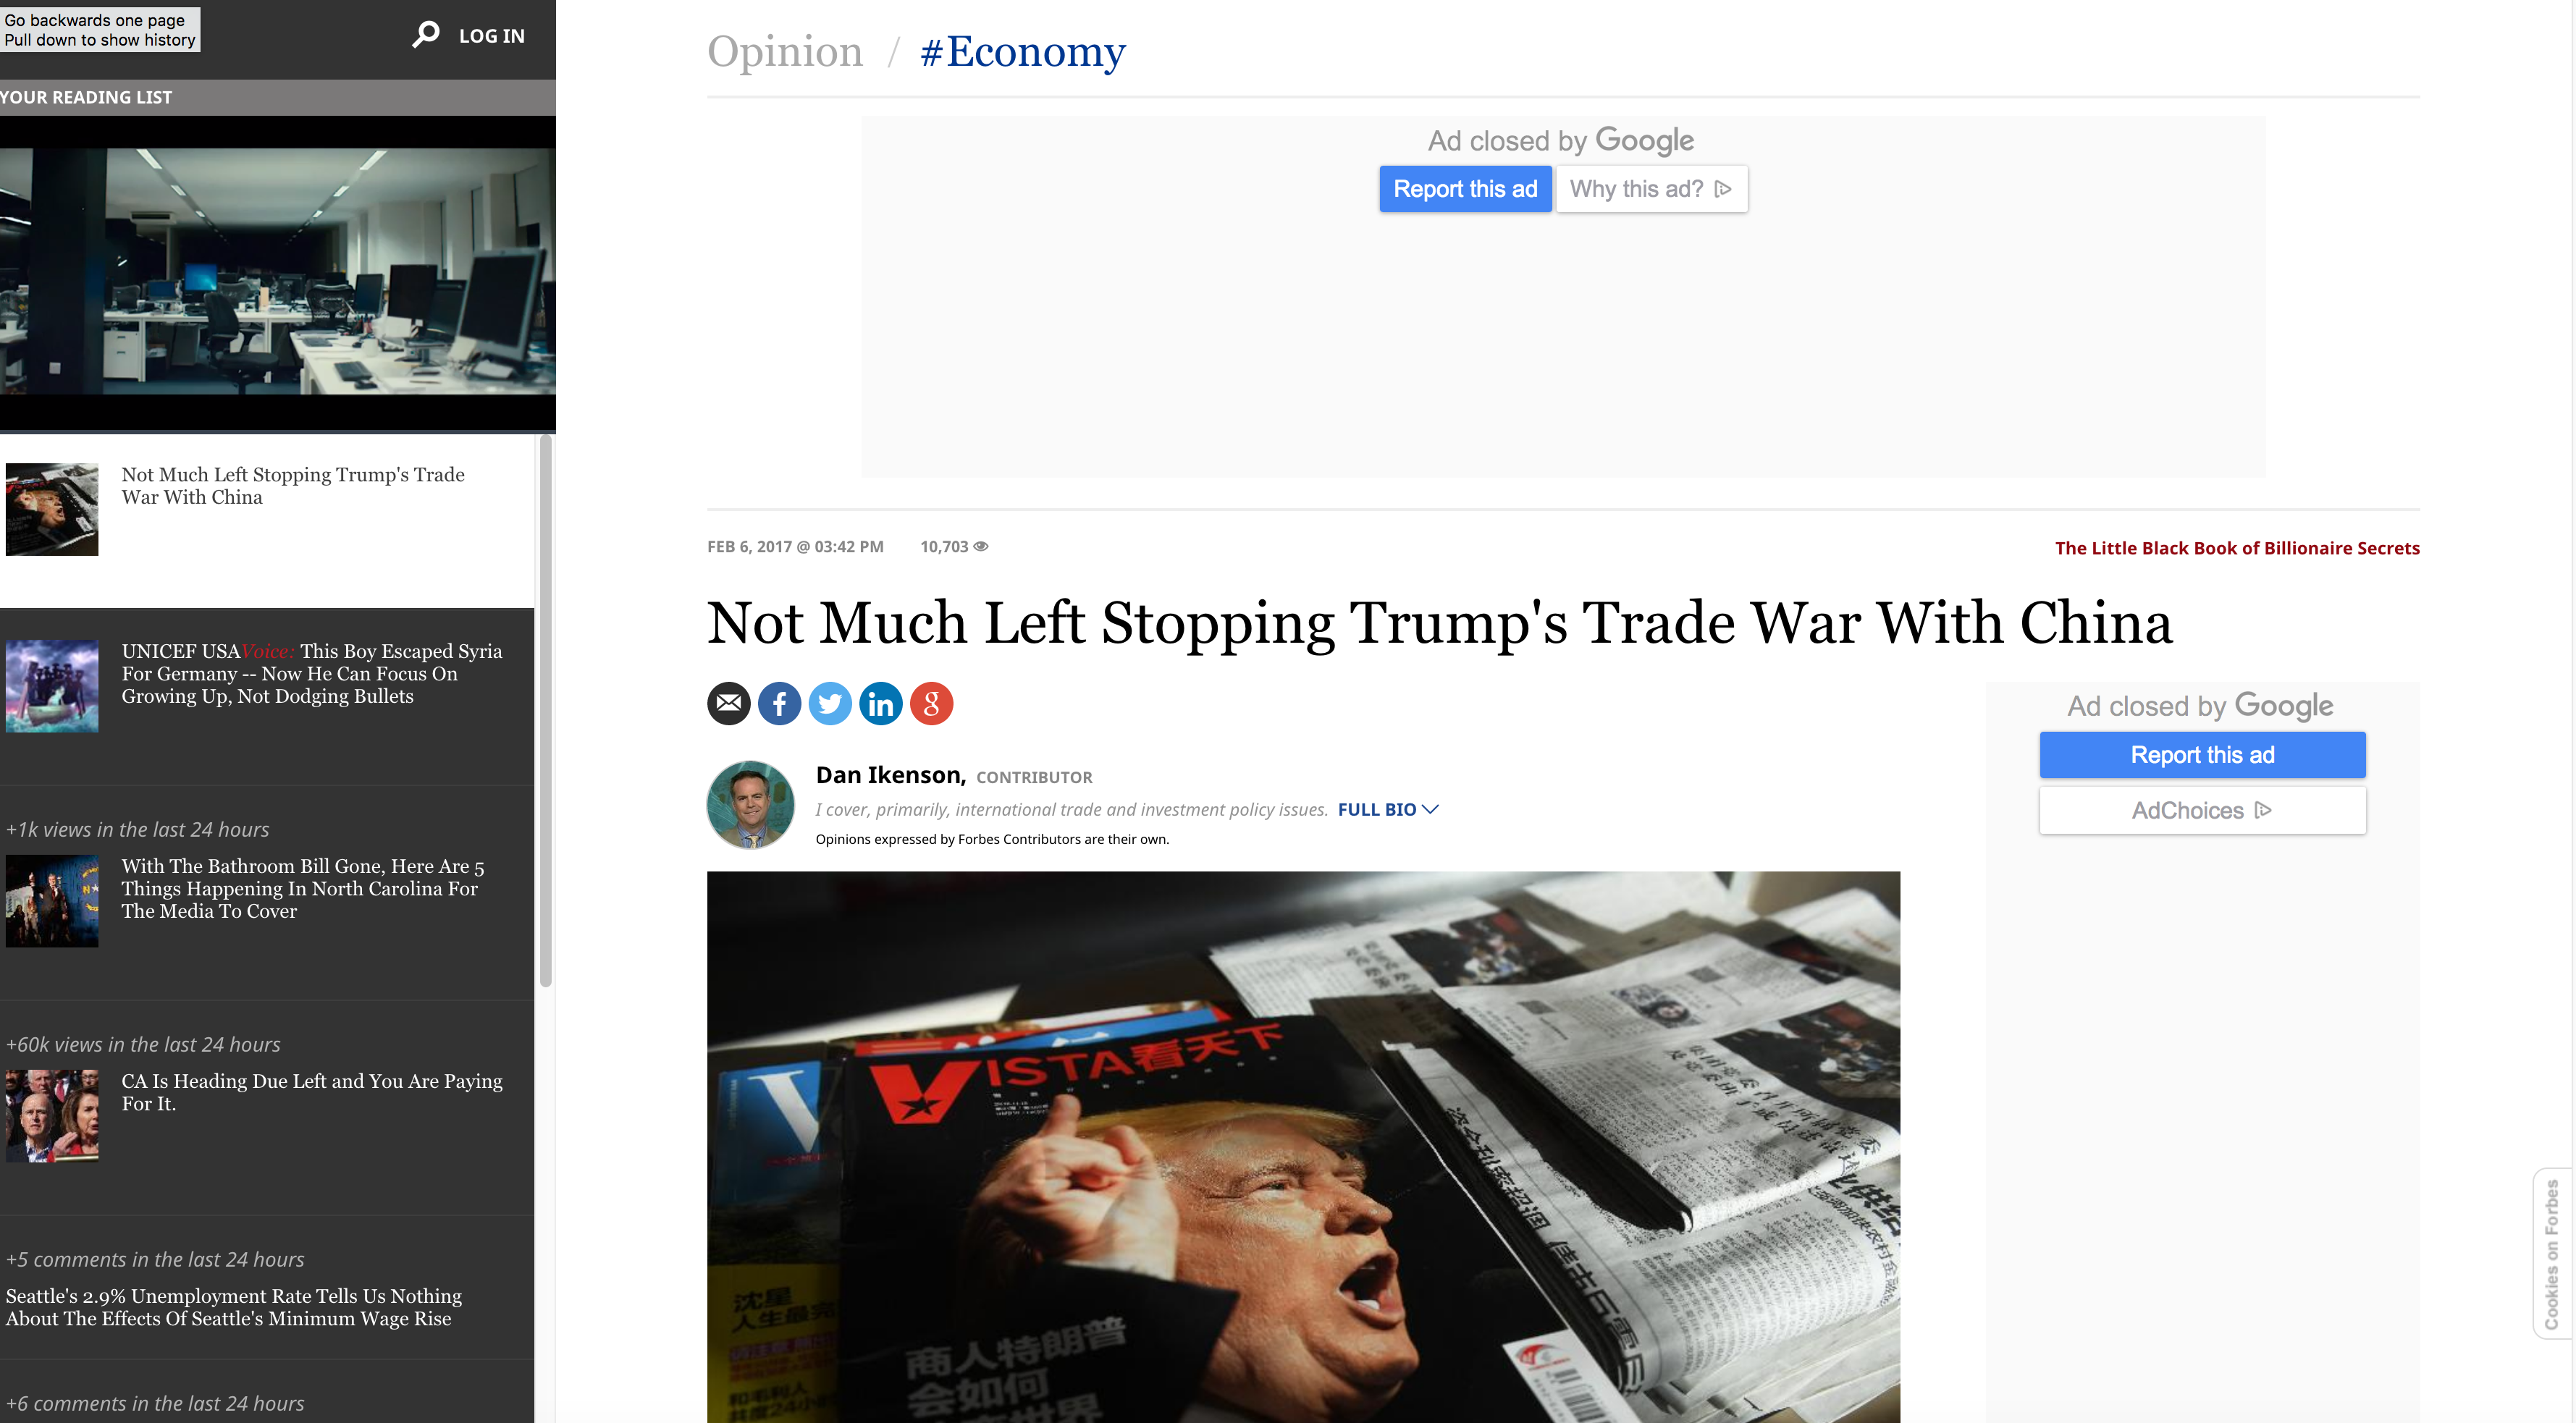 Go backwards one page
Pull down to show history
LOG IN
YOUR READING LIST
Not Much Left Stopping Trump's Trade
War With China
UNICEF USAVoice: This Boy Escaped Syria
For Germany -- Now He Can Focus On
Growing Up, Not Dodging Bullets
+1k views in the last 24 hours
With The Bathroom Bill Gone, Here Are 5
Things Happening In North Carolina For
The Media To Cover
+60k views in the last 24 hours
CA Is Heading Due Left and You Are Paying
For It.
+5 comments in the last 24 hours
Seattle's 2.9% Unemployment Rate Tells Us Nothing
About The Effects Of Seattle's Minimum Wage Rise
+6 comments in the last 24 hours
Opinion / #Economy
Ad closed by Google
Report this ad
Why this ad?
FEB 6, 2017 @ 03:42 PM 10,703
The Little Black Book of Billionaire Secrets
Not Much Left Stopping Trump's Trade War With China
Dan Ikenson, CONTRIBUTOR
I cover, primarily, international trade and investment policy issues. FULL BIO
Opinions expressed by Forbes Contributors are their own.
Ad closed by Google
Report this ad
AdChoices
VISTA看天下
沈星
人生最完
商人特朗普
会如何
Cookies on Forbes